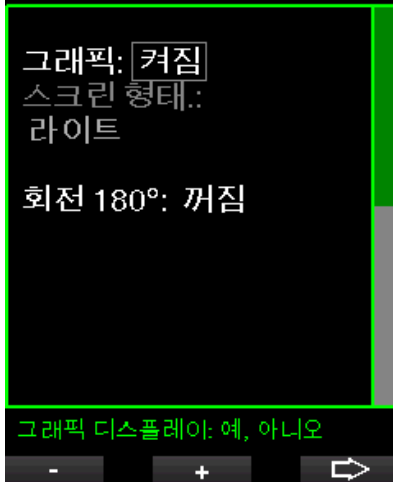 그래픽: 켜짐
스크린 형태.:
라이트
회전 180°: 꺼짐
그래픽 디스플레이: 예, 아니오
- + ⇨